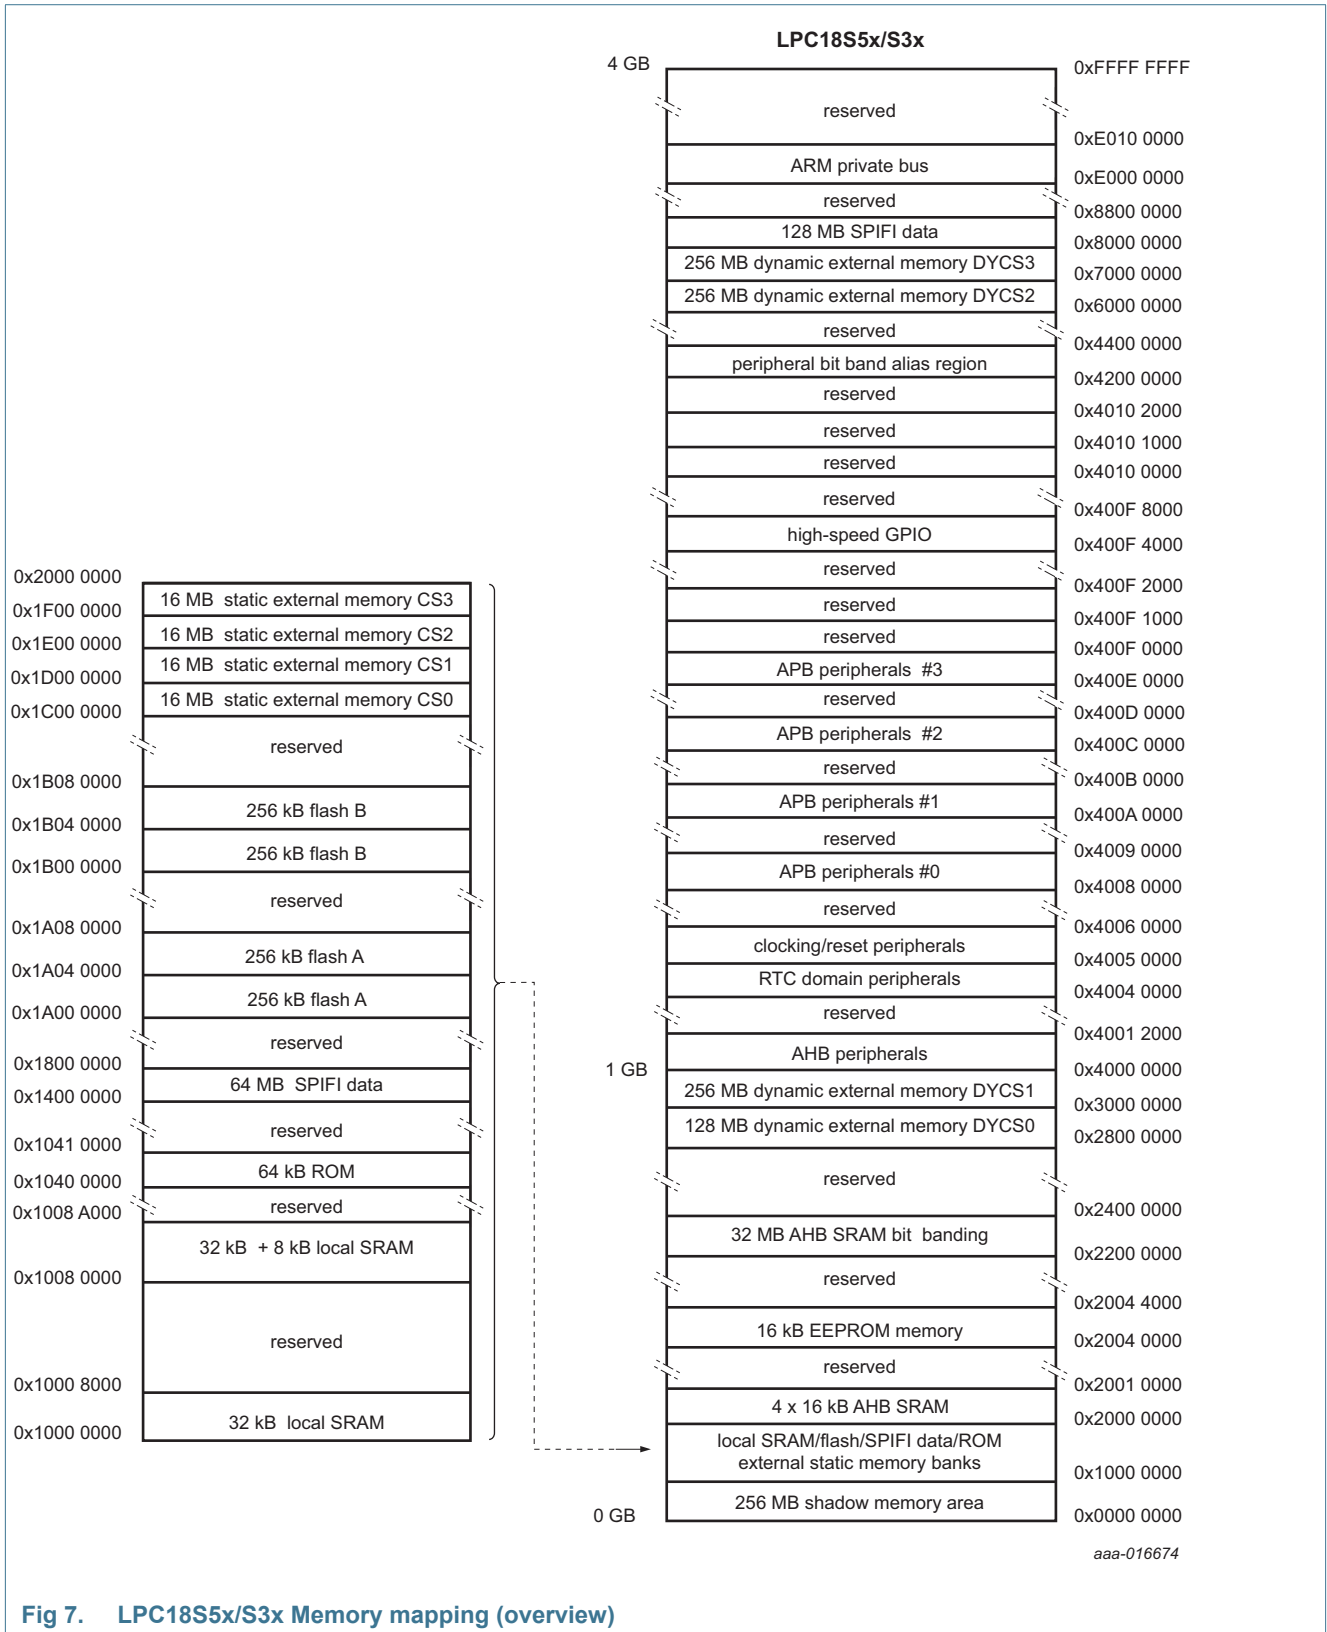 LPC18S5x/S3x
4 GB
0xFFFF FFFF
reserved
0xE010 0000
ARM private bus
0xE000 0000
reserved
0x8800 0000
128 MB SPIFI data
0x8000 0000
256 MB dynamic external memory DYCS3
0x7000 0000
256 MB dynamic external memory DYCS2
0x6000 0000
reserved
0x4400 0000
peripheral bit band alias region
0x4200 0000
reserved
0x4010 2000
reserved
0x4010 1000
reserved
0x4010 0000
reserved
0x400F 8000
high-speed GPIO
0x400F 4000
reserved
0x400F 2000
reserved
0x400F 1000
reserved
0x400F 0000
APB peripherals #3
0x400E 0000
reserved
0x400D 0000
APB peripherals #2
0x400C 0000
reserved
0x400B 0000
APB peripherals #1
0x400A 0000
reserved
0x4009 0000
APB peripherals #0
0x4008 0000
reserved
0x4006 0000
clocking/reset peripherals
0x4005 0000
RTC domain peripherals
0x4004 0000
reserved
0x4001 2000
AHB peripherals
1 GB
0x4000 0000
256 MB dynamic external memory DYCS1
0x3000 0000
128 MB dynamic external memory DYCS0
0x2800 0000
reserved
0x2400 0000
32 MB AHB SRAM bit banding
0x2200 0000
reserved
0x2004 4000
16 kB EEPROM memory
0x2004 0000
reserved
0x2001 0000
4 x 16 kB AHB SRAM
0x2000 0000
local SRAM/flash/SPIFI data/ROM
external static memory banks
0x1000 0000
256 MB shadow memory area
0 GB
0x0000 0000
0x2000 0000
16 MB static external memory CS3
0x1F00 0000
16 MB static external memory CS2
0x1E00 0000
16 MB static external memory CS1
0x1D00 0000
16 MB static external memory CS0
0x1C00 0000
reserved
0x1B08 0000
256 kB flash B
0x1B04 0000
256 kB flash B
0x1B00 0000
reserved
0x1A08 0000
256 kB flash A
0x1A04 0000
256 kB flash A
0x1A00 0000
reserved
0x1800 0000
64 MB SPIFI data
0x1400 0000
reserved
0x1041 0000
64 kB ROM
0x1040 0000
reserved
0x1008 A000
32 kB + 8 kB local SRAM
0x1008 0000
reserved
0x1000 8000
32 kB local SRAM
0x1000 0000
aaa-016674
Fig 7. LPC18S5x/S3x Memory mapping (overview)